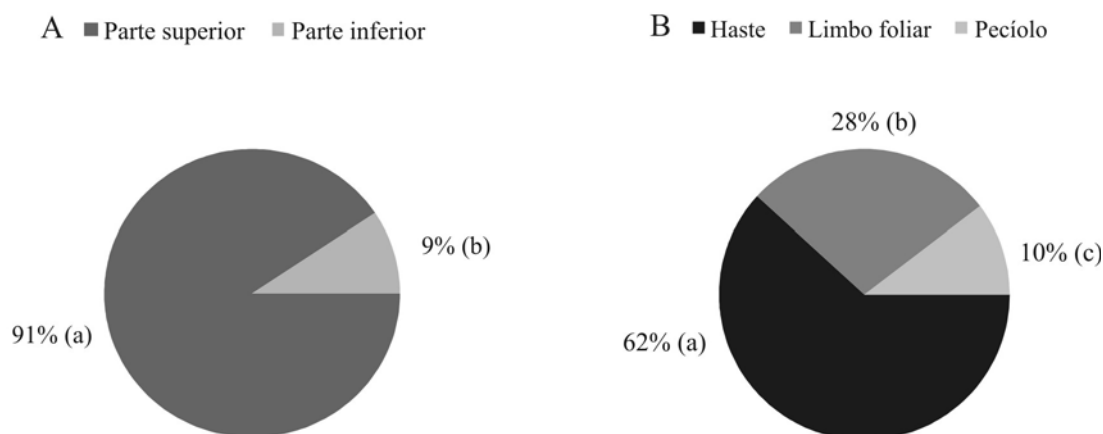 A Parte superior Parte inferior
9% (b)
91% (a)
B Haste Limbo foliar Pecíolo
28% (b)
10% (c)
62% (a)